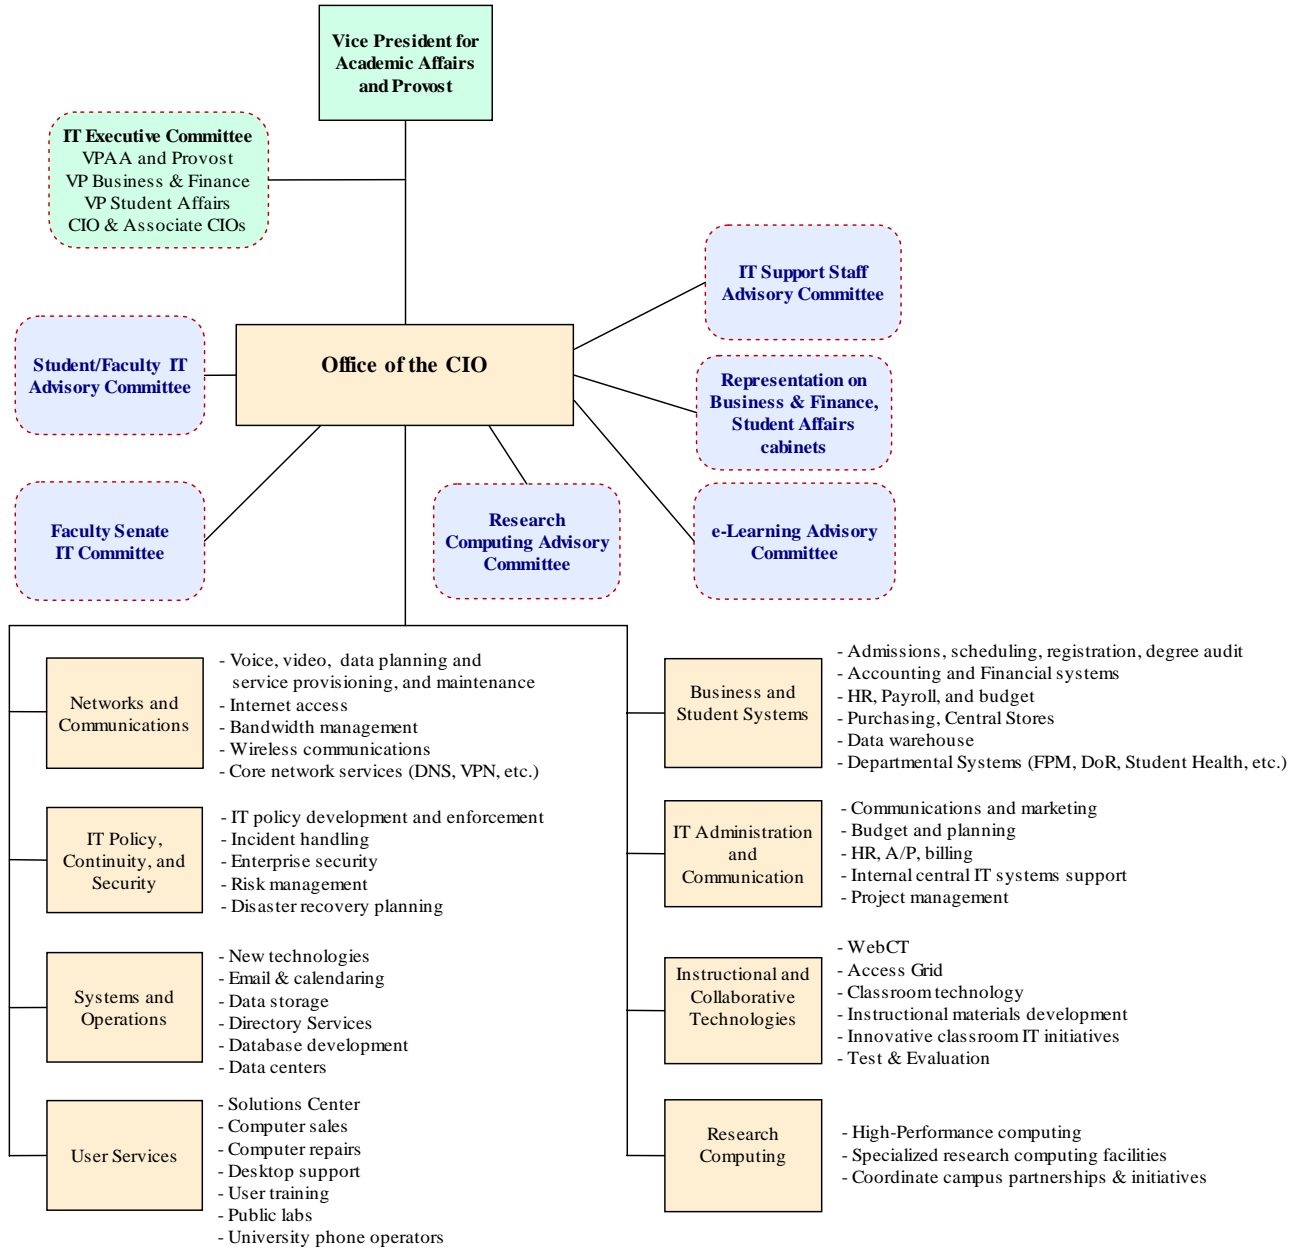 Vice President for
Academic Affairs
and Provost
IT Executive Committee
VPAA and Provost
VP Business & Finance
VP Student Affairs
CIO & Associate CIOs
IT Support Staff
Advisory Committee
Office of the CIO
Student/Faculty IT
Advisory Committee
Representation on
Business & Finance,
Student Affairs
cabinets
Faculty Senate
IT Committee
Research
Computing Advisory
Committee
e-Learning Advisory
Committee
Networks and
Communications
- Voice, video, data planning and
service provisioning, and maintenance
- Internet access
- Bandwidth management
- Wireless communications
- Core network services (DNS, VPN, etc.)
Business and
Student Systems
- Admissions, scheduling, registration, degree audit
- Accounting and Financial systems
- HR, Payroll, and budget
- Purchasing, Central Stores
- Data warehouse
- Departmental Systems (FPM, DoR, Student Health, etc.)
IT Policy,
Continuity, and
Security
- IT policy development and enforcement
- Incident handling
- Enterprise security
- Risk management
- Disaster recovery planning
IT Administration
and
Communication
- Communications and marketing
- Budget and planning
- HR, A/P, billing
- Internal central IT systems support
- Project management
Systems and
Operations
- New technologies
- Email & calendaring
- Data storage
- Directory Services
- Database development
- Data centers
Instructional and
Collaborative
Technologies
- WebCT
- Access Grid
- Classroom technology
- Instructional materials development
- Innovative classroom IT initiatives
- Test & Evaluation
User Services
- Solutions Center
- Computer sales
- Computer repairs
- Desktop support
- User training
- Public labs
- University phone operators
Research
Computing
- High-Performance computing
- Specialized research computing facilities
- Coordinate campus partnerships & initiatives